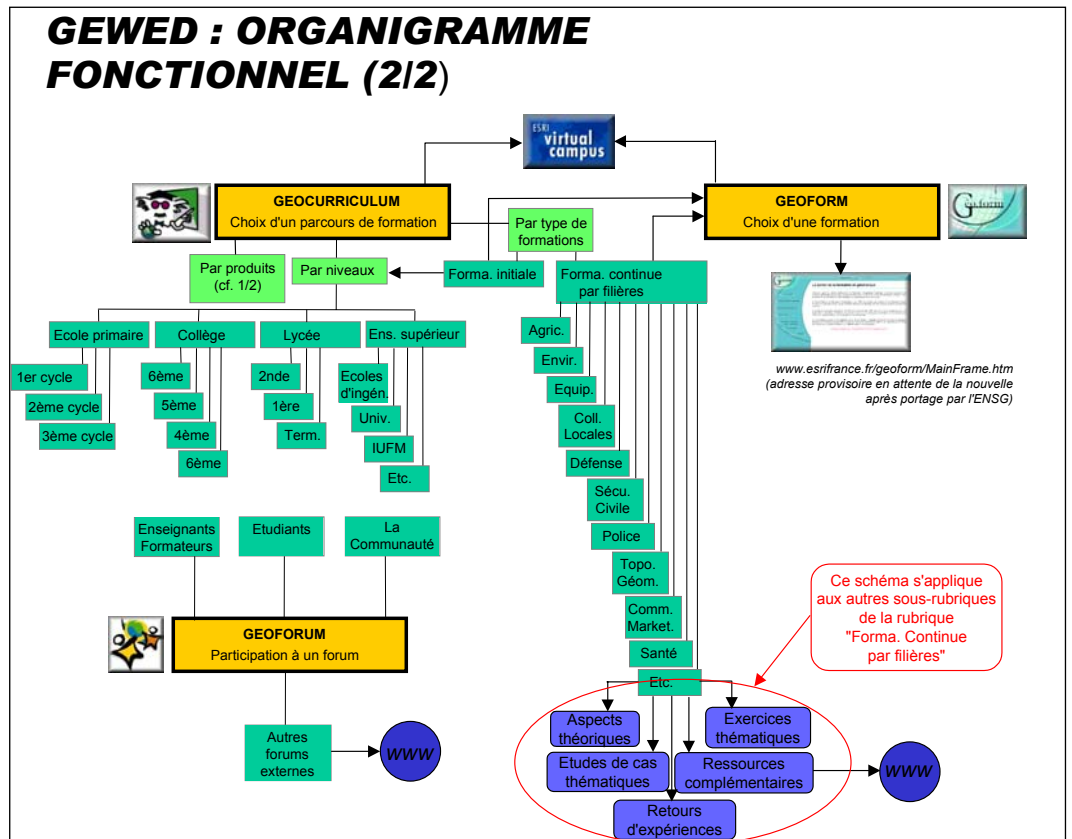 GEWED : ORGANIGRAMME
FONCTIONNEL (2/2)
ESRI
virtual
campus
GEOCURRICULUM
Choix d'un parcours de formation
GEOFORM
Choix d'une formation
Géoform
Par type de
formations
Par produits
(cf. 1/2)
Par niveaux
Forma. initiale
Forma. continue
par filières
Ecole primaire
Collège
Lycée
Ens. supérieur
1er cycle
2ème cycle
3ème cycle
6ème
5ème
4ème
6ème
2nde
1ère
Term.
Ecoles
d'ingén.
Univ.
IUFM
Etc.
Agric.
Envir.
Equip.
Coll.
Locales
Défense
Sécu.
Civile
Police
Topo.
Géom.
Comm.
Market.
Santé
Etc.
www.esrifrance.fr/geoform/MainFrame.htm
(adresse provisoire en attente de la nouvelle
après portage par l'ENSG)
Enseignants
Formateurs
Etudiants
La
Communauté
GEOFORUM
Participation à un forum
Autres
forums
externes
www
Ce schéma s'applique
aux autres sous-rubriques
de la rubrique
"Forma. Continue
par filières"
Aspects
théoriques
Exercices
thématiques
Etudes de cas
thématiques
Ressources
complémentaires
www
Retours
d'expériences